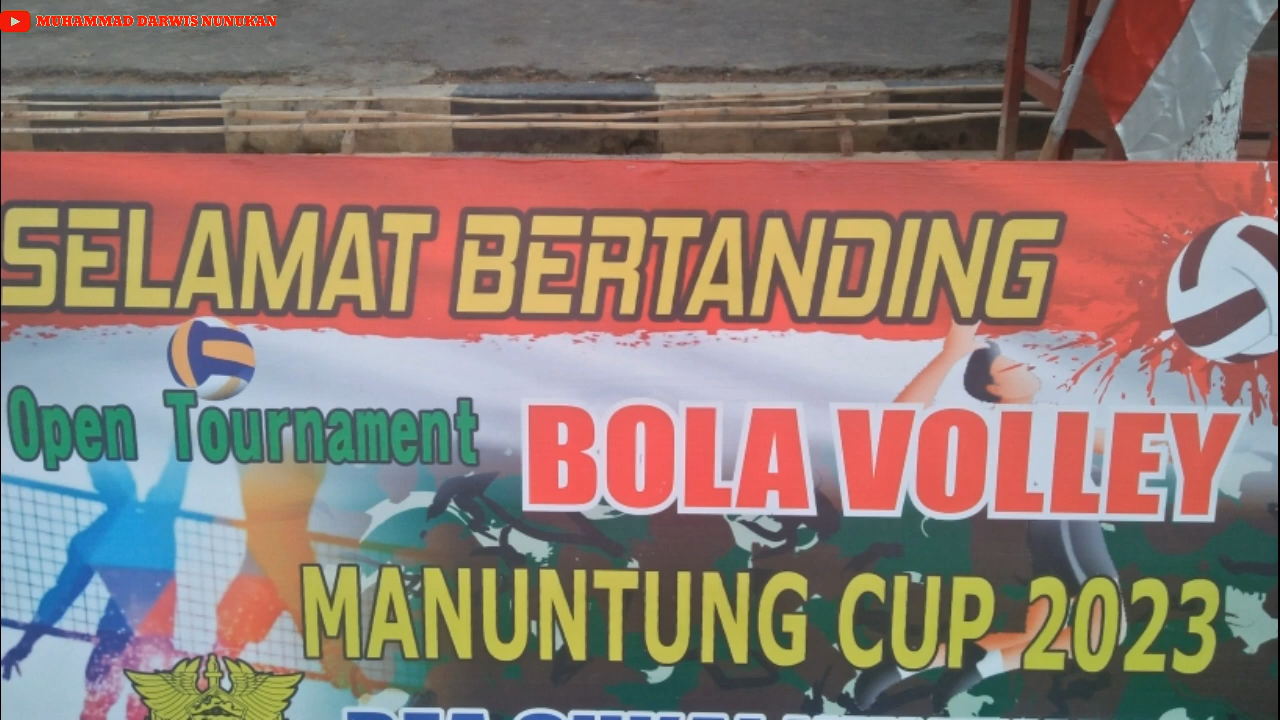 MUHAMMAD DARWIS NUNUKAN
SELAMAT BERTANDING
Open Tournament
BOLA VOLLEY
MANUNTUNG CUP 2023